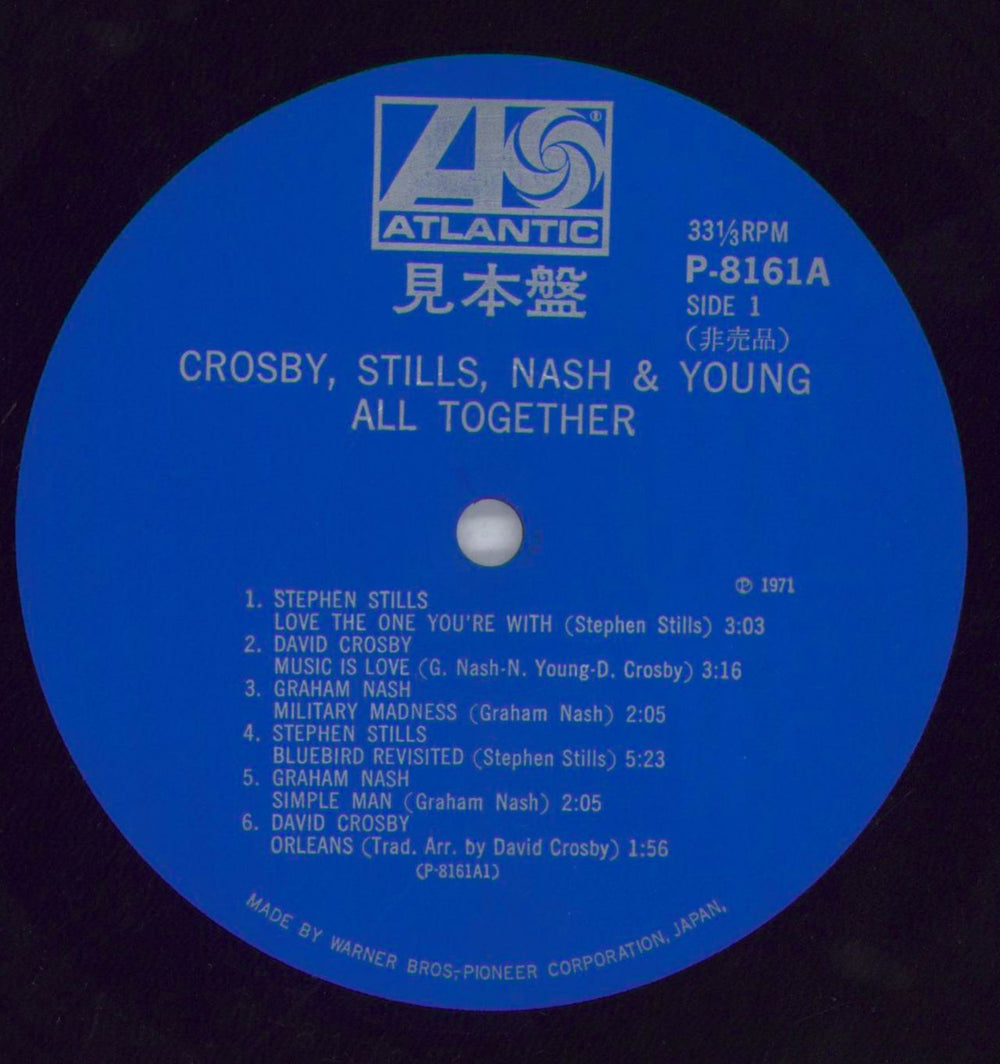 ATLANTIC
®
見本盤
33⅓RPM
P-8161A
SIDE 1
(非売品)
CROSBY, STILLS, NASH & YOUNG
ALL TOGETHER
℗ 1971
1. STEPHEN STILLS
LOVE THE ONE YOU'RE WITH (Stephen Stills) 3:03
2. DAVID CROSBY
MUSIC IS LOVE (G. Nash-N. Young-D. Crosby) 3:16
3. GRAHAM NASH
MILITARY MADNESS (Graham Nash) 2:05
4. STEPHEN STILLS
BLUEBIRD REVISITED (Stephen Stills) 5:23
5. GRAHAM NASH
SIMPLE MAN (Graham Nash) 2:05
6. DAVID CROSBY
ORLEANS (Trad. Arr. by David Crosby) 1:56
(P-8161A1)
MADE BY WARNER BROS.-PIONEER CORPORATION, JAPAN,